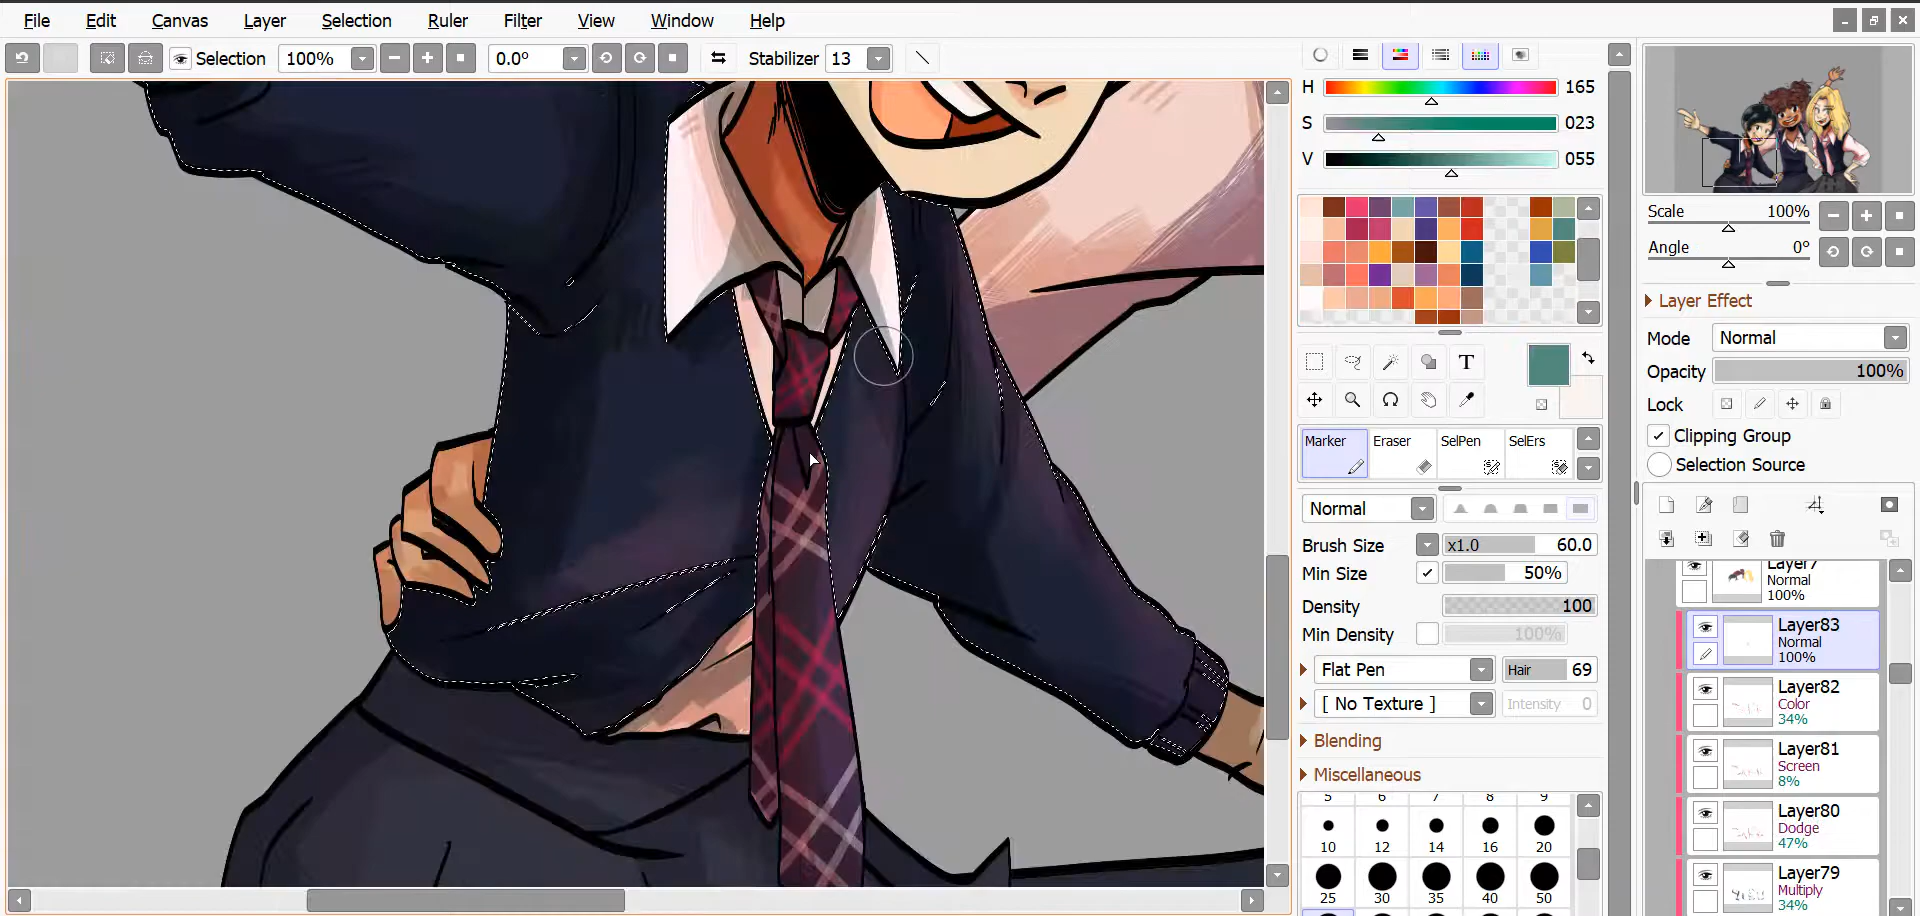 File Edit Canvas Layer Selection Ruler Filter View Window Help
Selection 100% 0.0° Stabilizer 13
H 165
S 023
V 055
T
Marker Eraser SelPen SelErs
Normal
Brush Size x1.0 60.0
Min Size 50%
Density 100
Min Density 100%
Flat Pen Hair 69
[ No Texture ] Intensity 0
Blending
Miscellaneous
5 6 7 8 9
10 12 14 16 20
25 30 35 40 50
Scale 100%
Angle 0°
Layer Effect
Mode Normal
Opacity 100%
Lock
Clipping Group
Selection Source
Layer7
Normal
100%
Layer83
Normal
100%
Layer82
Color
34%
Layer81
Screen
8%
Layer80
Dodge
47%
Layer79
Multiply
34%